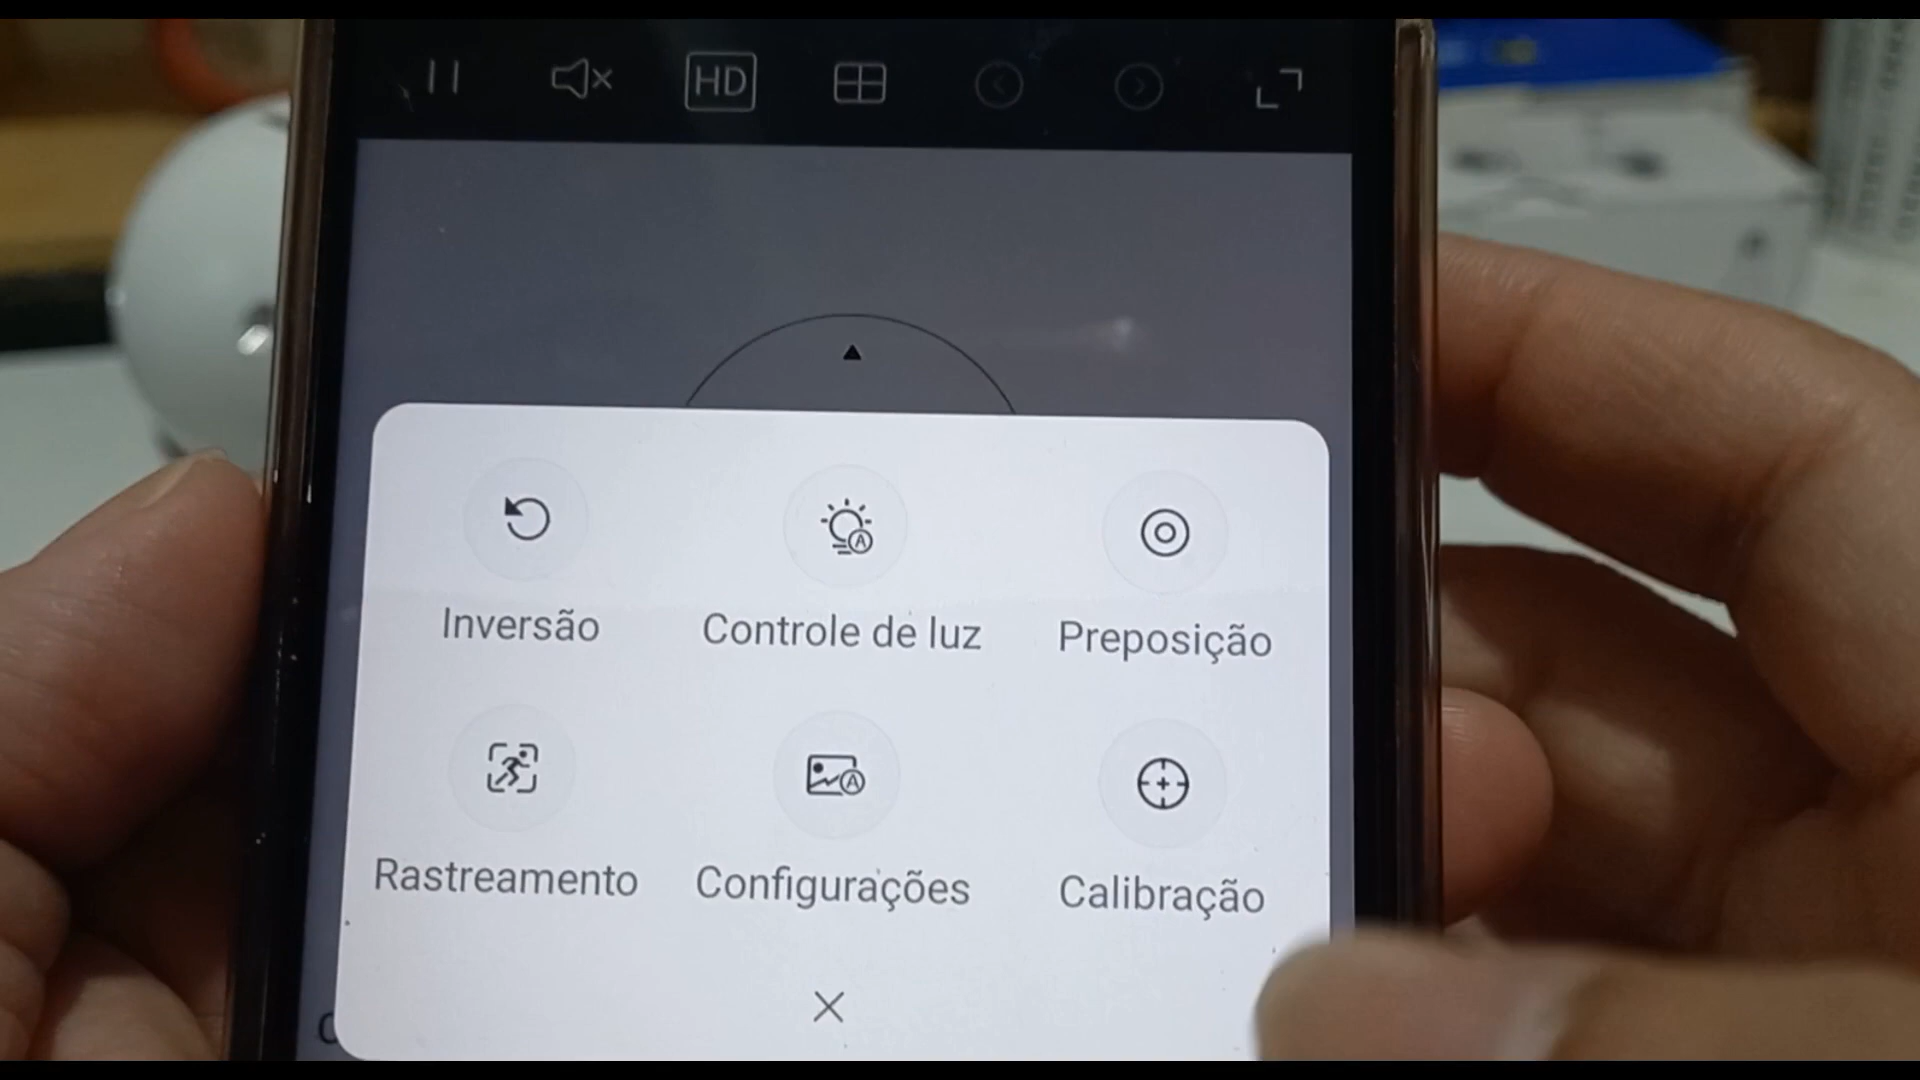 HD
Inversão
Controle de luz
Preposição
Rastreamento
Configurações
Calibração